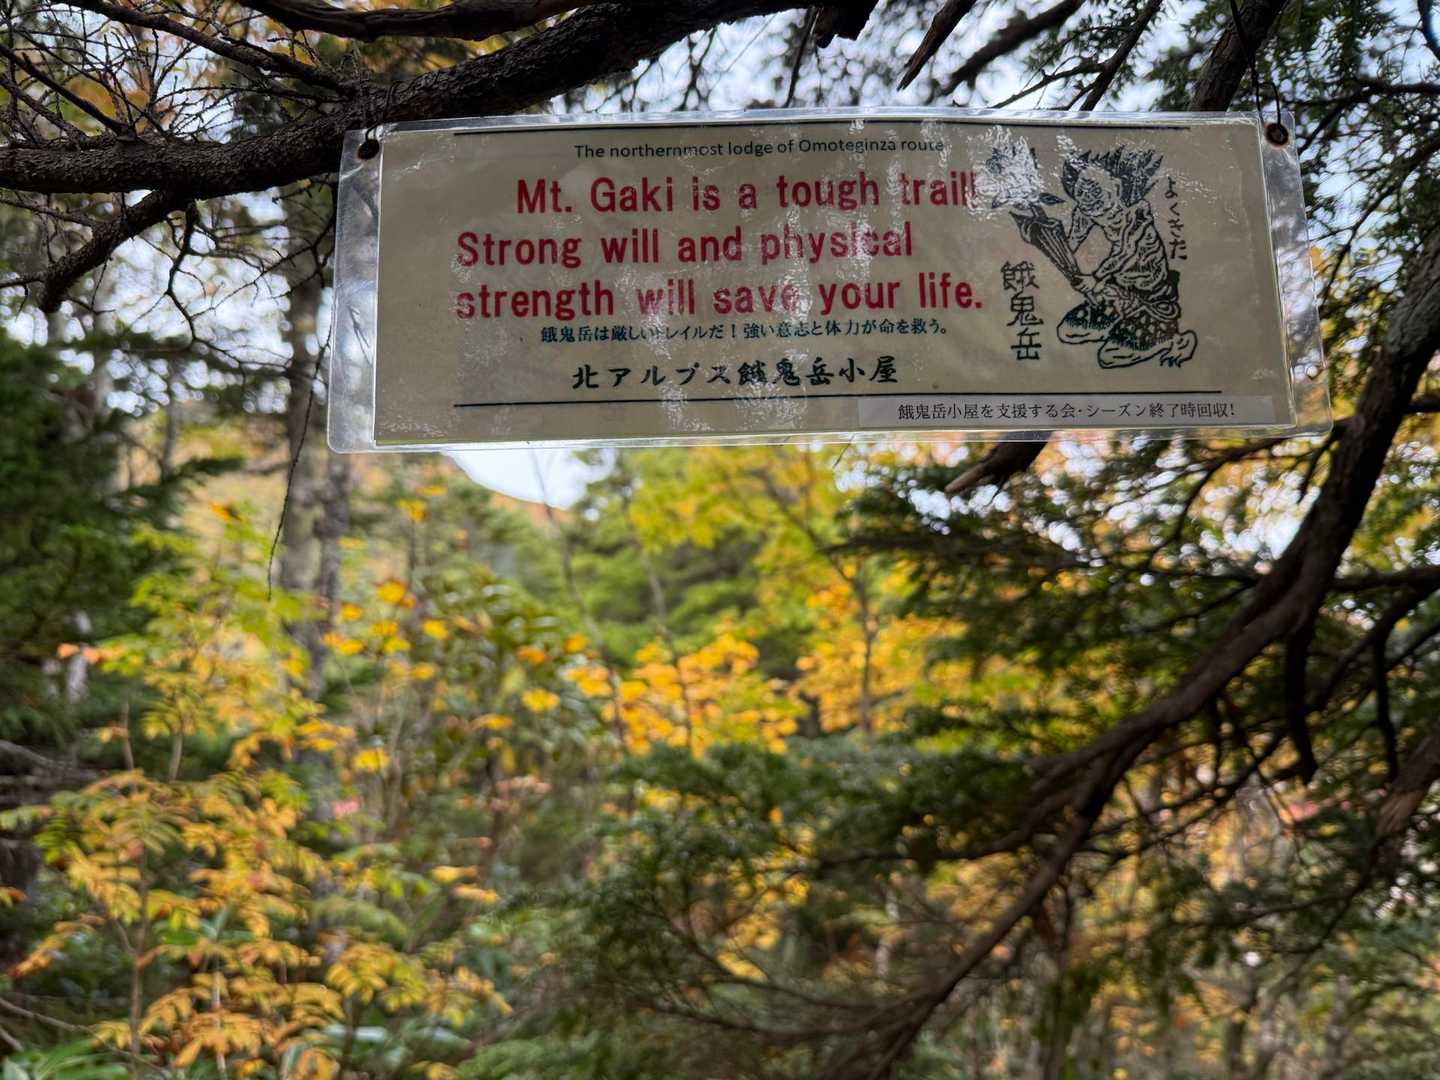 The northernmost lodge of Omoteginza route
Mt. Gaki is a tough trail!
Strong will and physical
strength will save your life.
餓鬼岳は厳しいトレイルだ！強い意志と体力が命を救う。
北アルプス餓鬼岳小屋
よくきた
餓鬼岳
餓鬼岳小屋を支援する会・シーズン終了時回収！